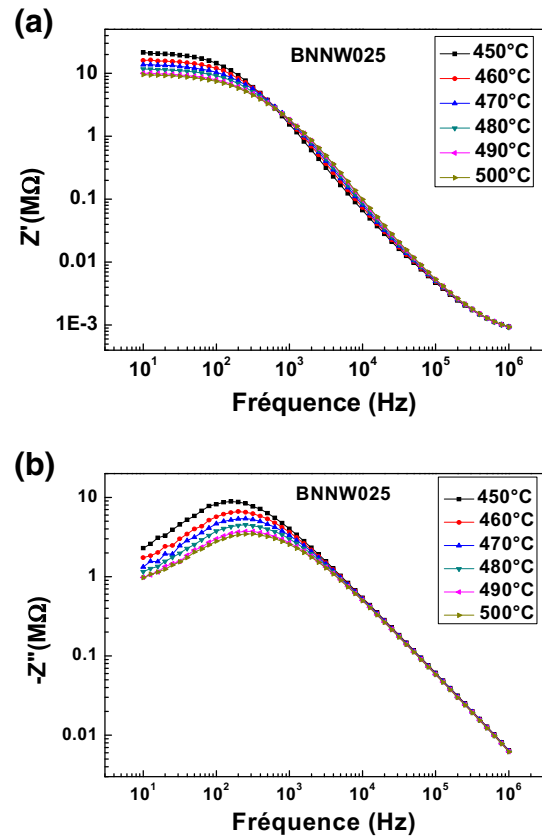 (a)
BNNW025
450°C
460°C
470°C
480°C
490°C
500°C
Z'(MΩ)
10
1
0.1
0.01
1E-3
10¹ 10² 10³ 10⁴ 10⁵ 10⁶
Fréquence (Hz)
(b)
BNNW025
450°C
460°C
470°C
480°C
490°C
500°C
-Z"(MΩ)
10
1
0.1
0.01
10¹ 10² 10³ 10⁴ 10⁵ 10⁶
Fréquence (Hz)